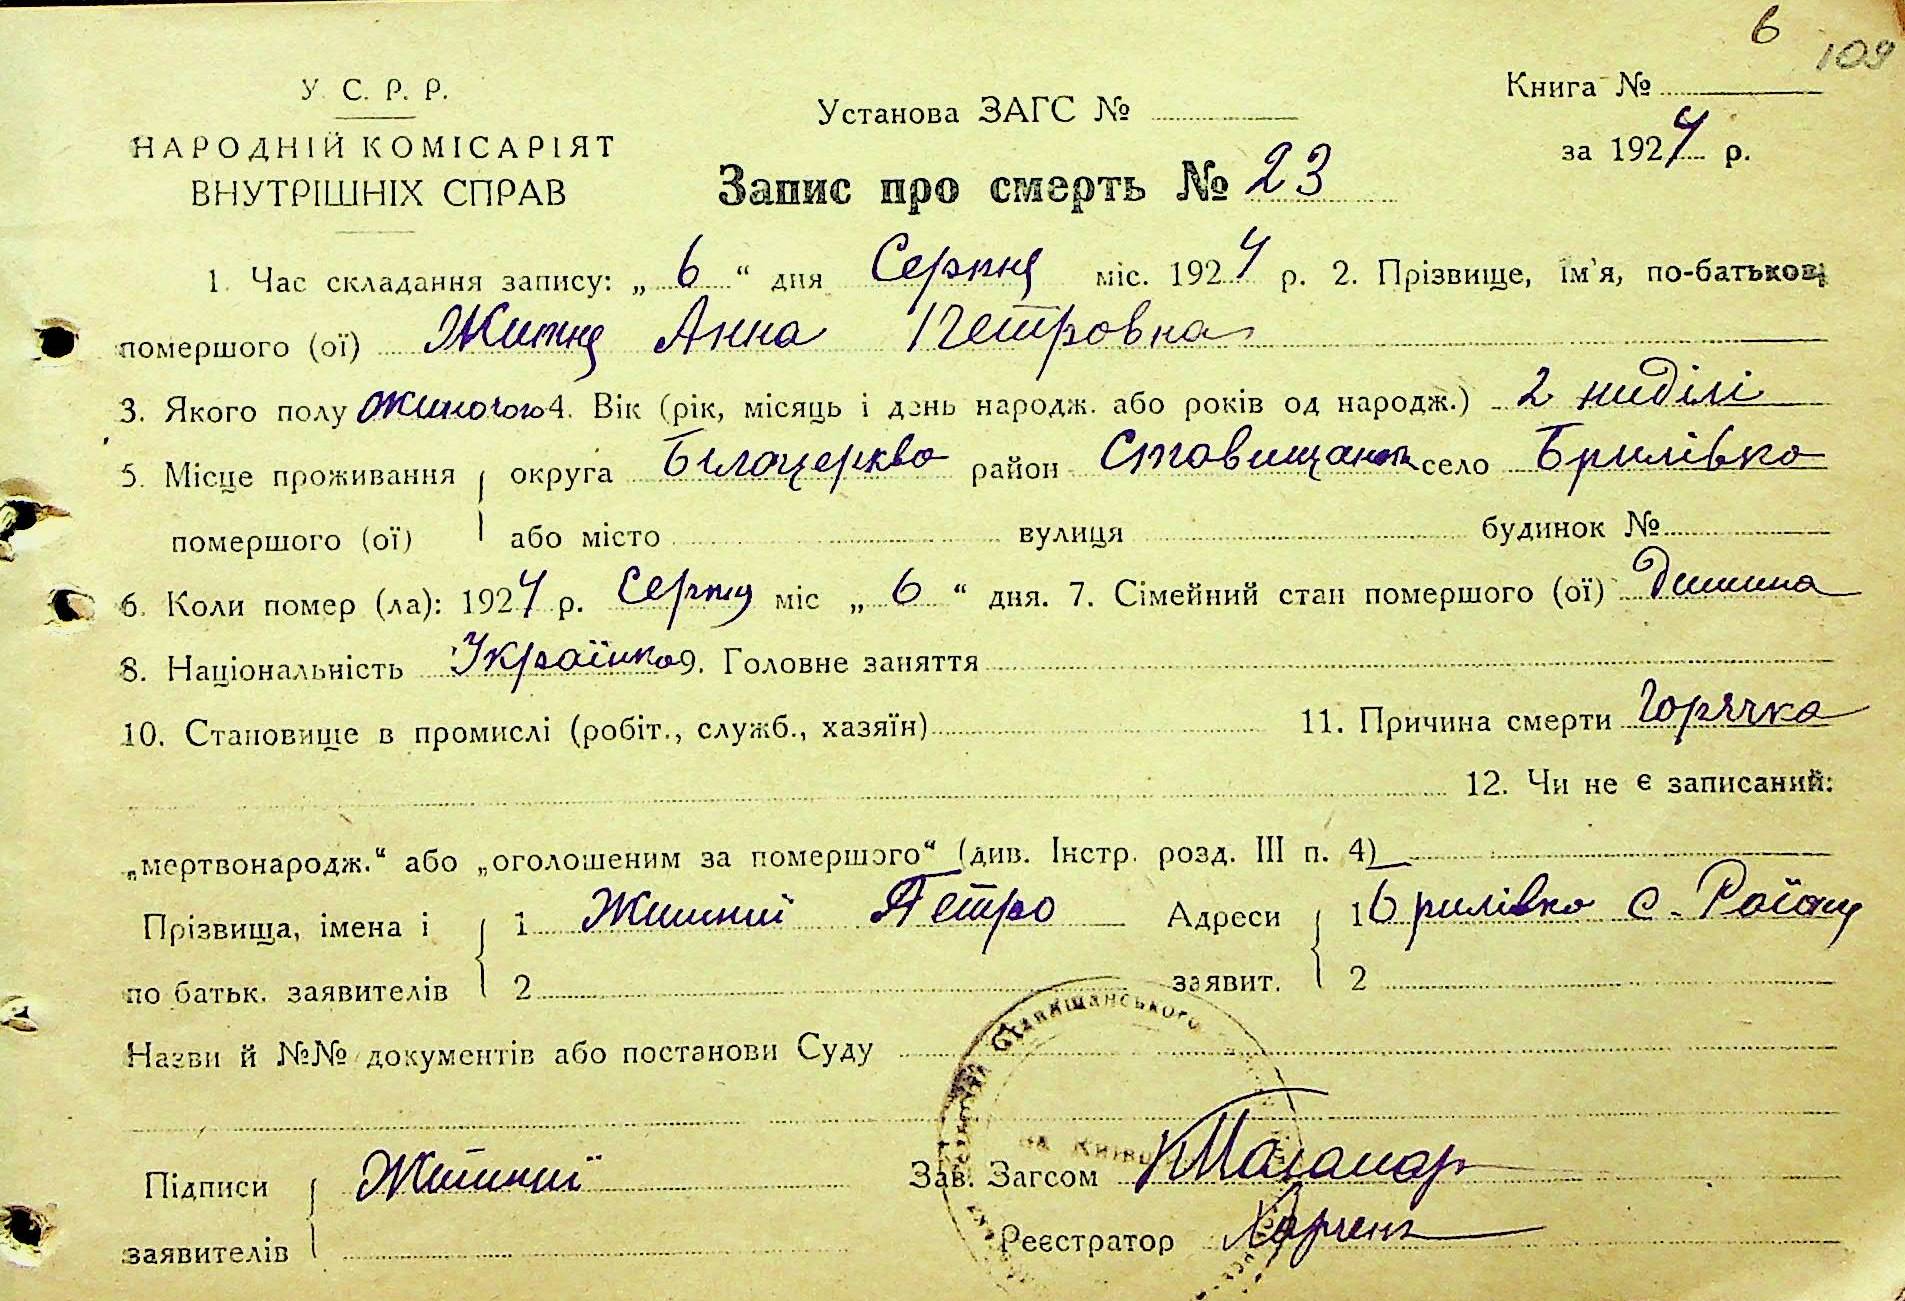 6
109
У. С. Р. Р.
НАРОДНІЙ КОМІСАРІЯТ
ВНУТРІШНІХ СПРАВ
Установа ЗАГС №
Книга №
за 1924 р.
Запис про смерть № 23
1. Час складання запису: „ 6 “ дня Серпня міс. 1924 р. 2. Прізвище, ім'я, по-батькові
помершого (ої) Житня Анна Петровна
3. Якого полу жиночого 4. Вік (рік, місяць і день народж. або років од народж.) 2 ниділі
5. Місце проживання округа Білоцерква район Ставищанск село Брилівка
помершого (ої) або місто вулиця будинок №
6. Коли помер (ла): 1924 р. Серпня міс „ 6 “ дня. 7. Сімейний стан помершого (ої) Дитина
8. Національність Українка 9. Головне заняття
10. Становище в промислі (робіт., служб., хазяїн) 11. Причина смерти Горячка
12. Чи не є записаний:
„мертвонародж.“ або „оголошеним за помершого“ (див. Інстр. розд. III п. 4)
Прізвища, імена і 1 Житний Петро Адреси 1 Брилівка С. Району
по батьк. заявителів 2 заявит. 2
Назви й №№ документів або постанови Суду
Ставищанського
Підписи Житний Зав. Загсом
заявителів Реєстратор